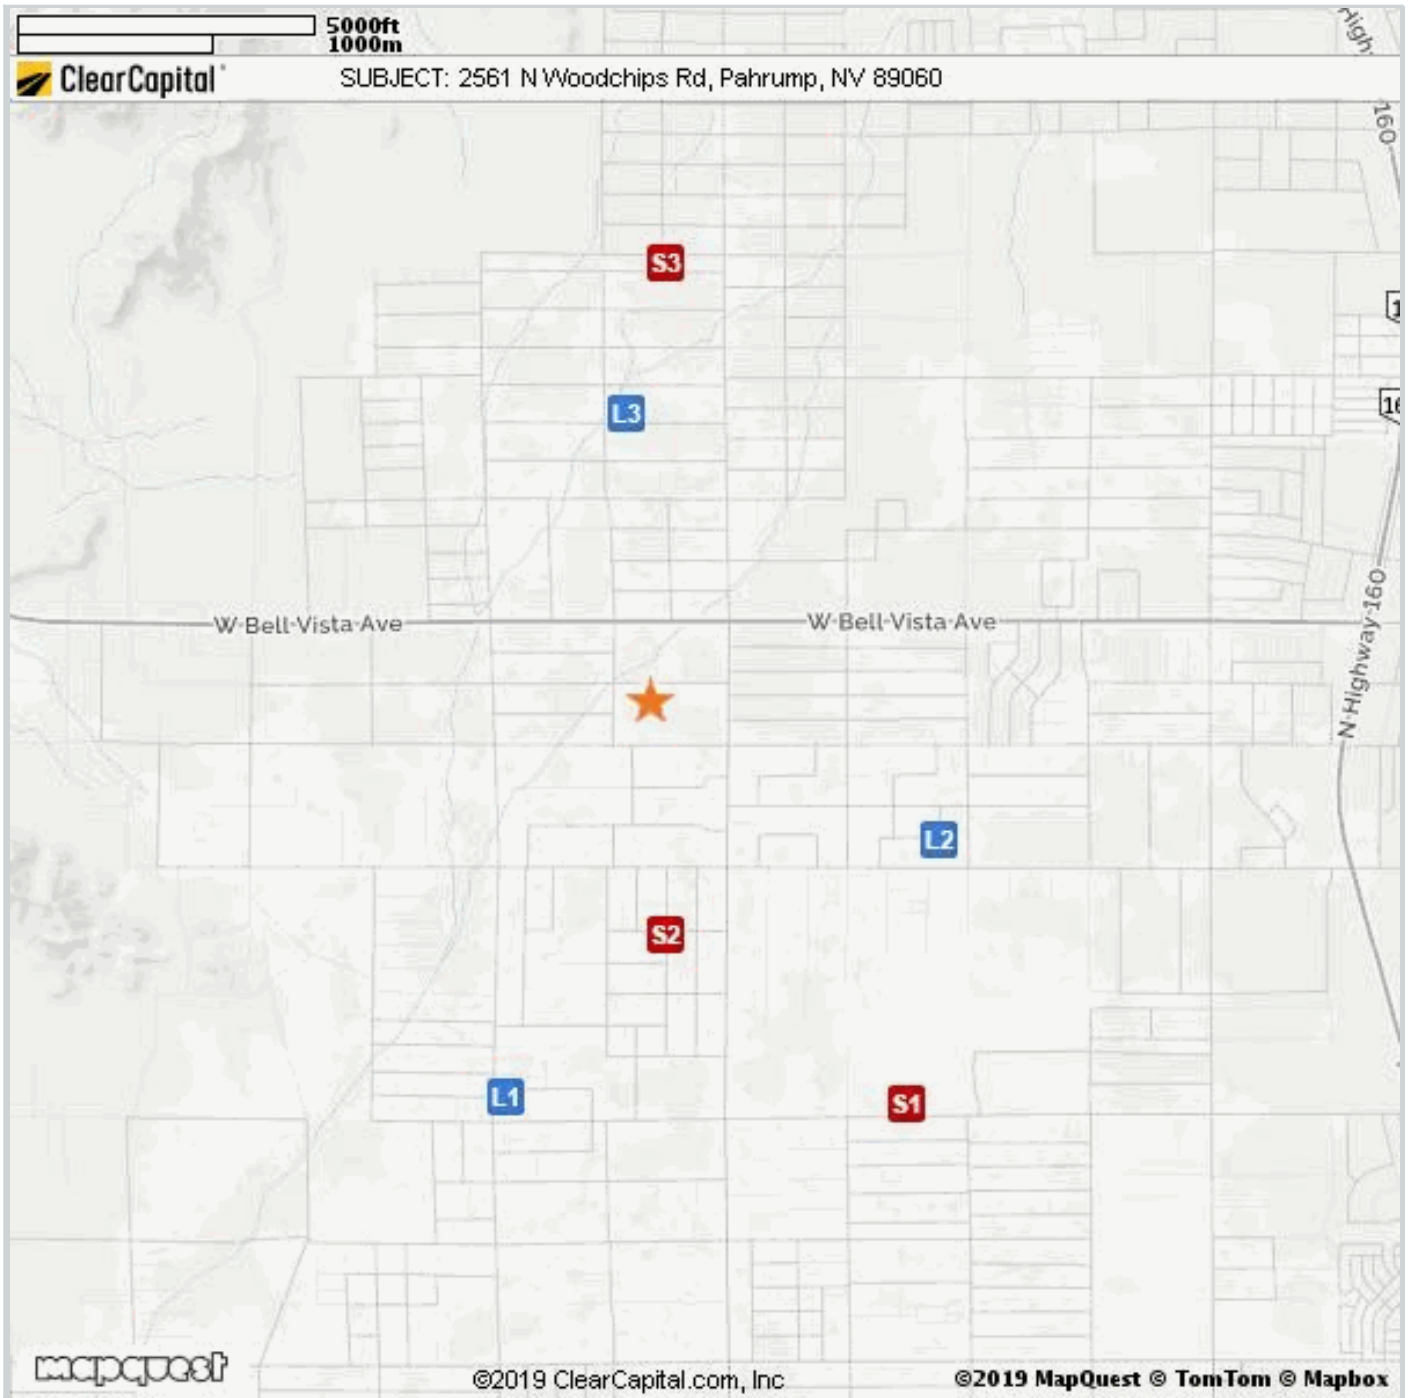 5000ft
1000m
High
ClearCapital
SUBJECT: 2561 N Woodchips Rd, Pahrump, NV 89060
160
S3
L3
W Bell Vista Ave
W Bell Vista Ave
N Highway 160
L2
S2
L1
S1
mapquest
©2019 ClearCapital.com, Inc
©2019 MapQuest © TomTom © Mapbox